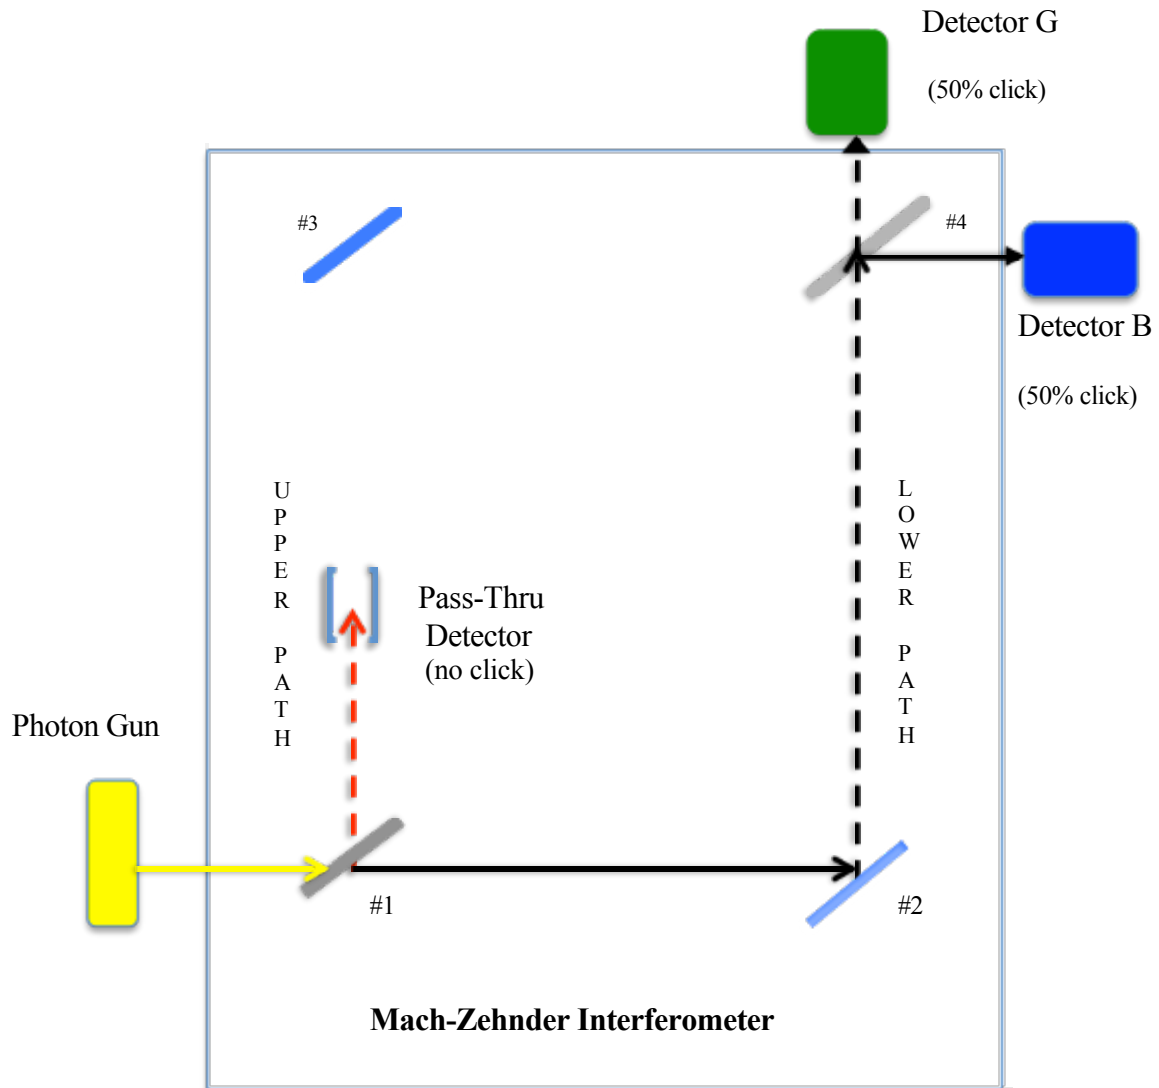 Detector G
(50% click)
#3
#4
Detector B
(50% click)
U
P
P
E
R
P
A
T
H
L
O
W
E
R
P
A
T
H
Pass-Thru
Detector
(no click)
Photon Gun
#1
#2
Mach-Zehnder Interferometer